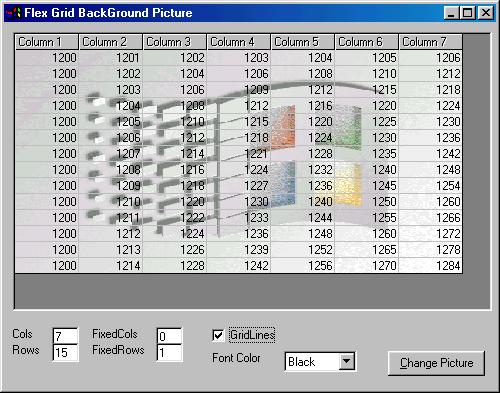 Flex Grid BackGround Picture
Column 1 Column 2 Column 3 Column 4 Column 5 Column 6 Column 7
1200 1201 1202 1203 1204 1205 1206
1200 1202 1204 1206 1208 1210 1212
1200 1203 1206 1209 1212 1215 1218
1200 1204 1208 1212 1216 1220 1224
1200 1205 1210 1215 1220 1225 1230
1200 1206 1212 1218 1224 1230 1236
1200 1207 1214 1221 1228 1235 1242
1200 1208 1216 1224 1232 1240 1248
1200 1209 1218 1227 1236 1245 1254
1200 1210 1220 1230 1240 1250 1260
1200 1211 1222 1233 1244 1255 1266
1200 1212 1224 1236 1248 1260 1272
1200 1213 1226 1239 1252 1265 1278
1200 1214 1228 1242 1256 1270 1284
Cols 7 FixedCols 0 GridLines
Rows 15 FixedRows 1 Font Color Black Change Picture